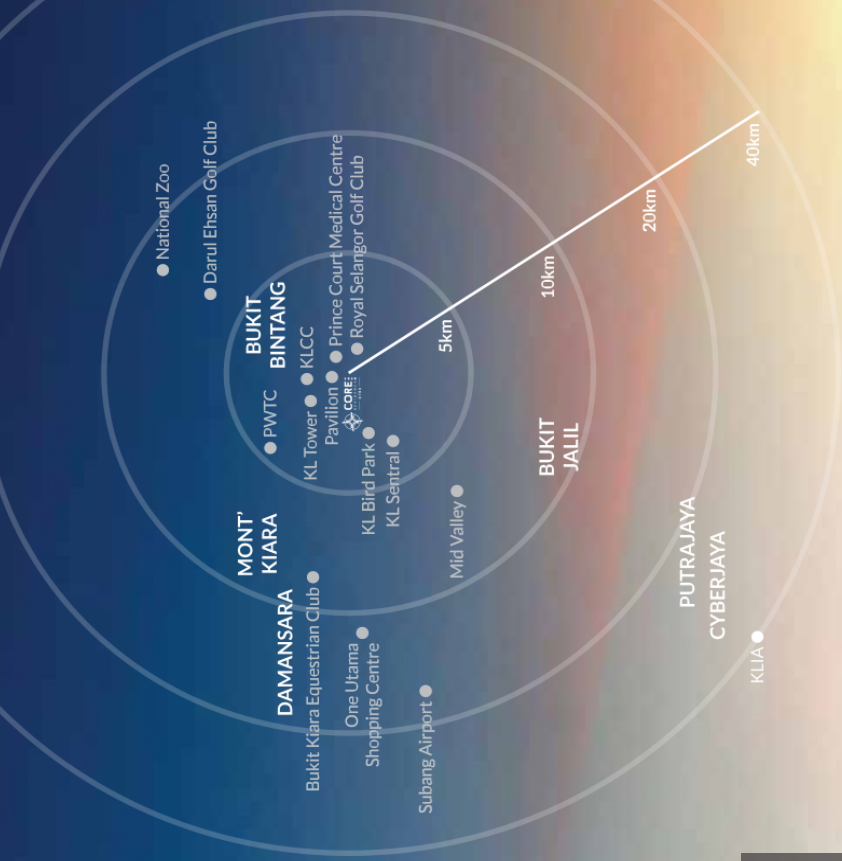 National Zoo
Darul Ehsan Golf Club
MONT'
KIARA
BUKIT
BINTANG
PWTC
DAMANSARA
KLCC
KL Tower
Bukit Kiara Equestrian Club
Pavilion
Prince Court Medical Centre
CORE
One Utama
Shopping Centre
Royal Selangor Golf Club
KL Bird Park
KL Sentral
Subang Airport
5km
Mid Valley
10km
BUKIT
JALIL
20km
PUTRAJAYA
CYBERJAYA
40km
KLIA